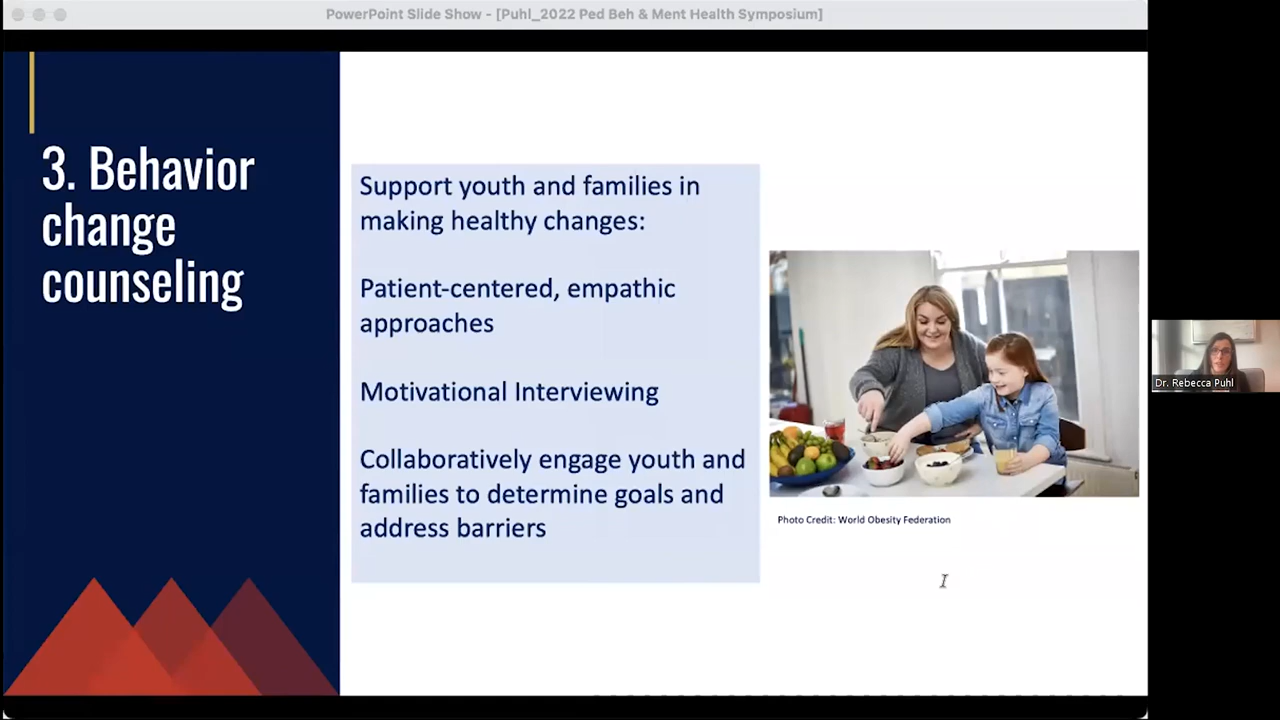 PowerPoint Slide Show - [Puhl_2022 Ped Beh & Ment Health Symposium]
3. Behavior
change
counseling
Support youth and families in
making healthy changes:
Patient-centered, empathic
approaches
Motivational Interviewing
Collaboratively engage youth and
families to determine goals and
address barriers
Photo Credit: World Obesity Federation
Dr. Rebecca Puhl